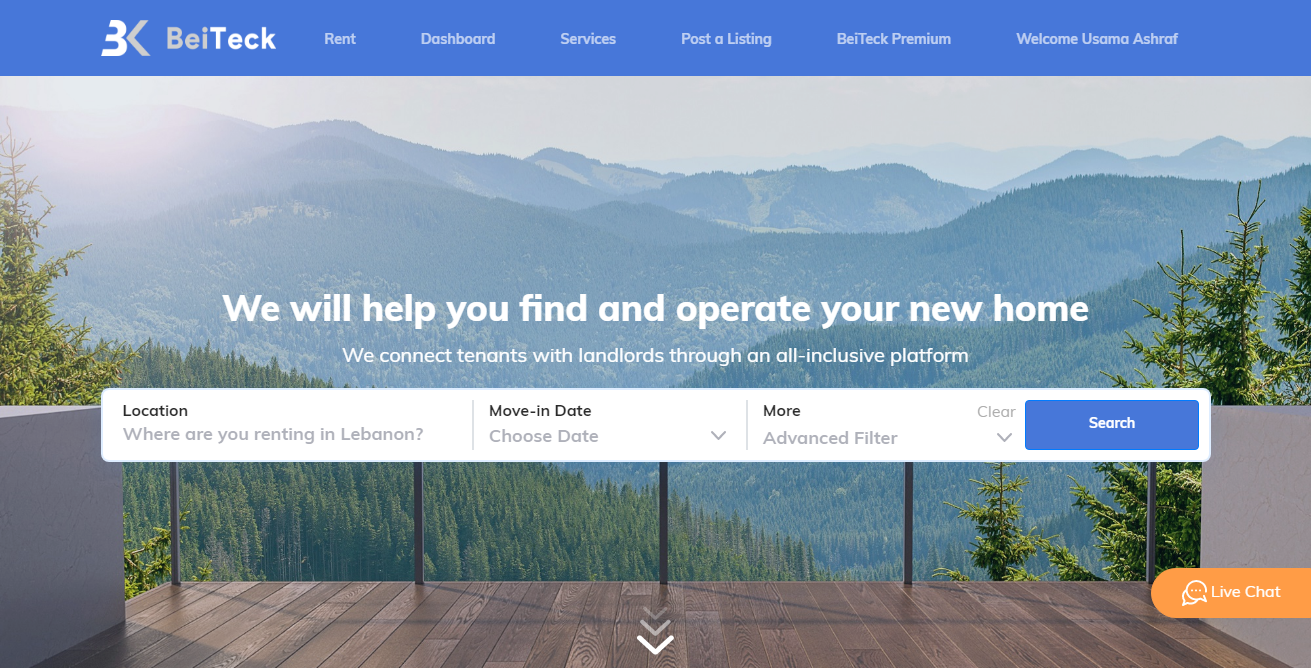 BK BeiTeck
Rent
Dashboard
Services
Post a Listing
BeiTeck Premium
Welcome Usama Ashraf
We will help you find and operate your new home
We connect tenants with landlords through an all-inclusive platform
Location
Where are you renting in Lebanon?
Move-in Date
Choose Date
More
Clear
Advanced Filter
Search
Live Chat